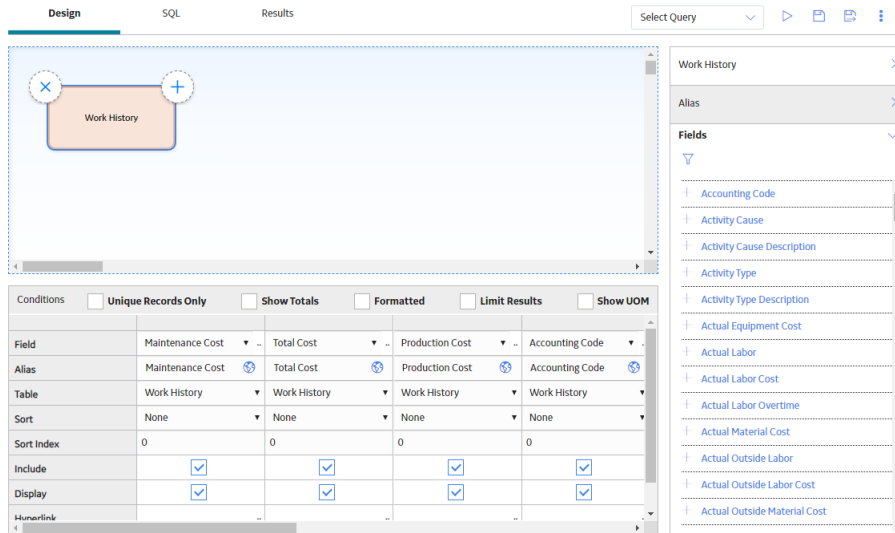 Design SQL Results Select Query
Work History
Work History
Alias
Fields
Accounting Code
Activity Cause
Activity Cause Description
Activity Type
Activity Type Description
Actual Equipment Cost
Actual Labor
Actual Labor Cost
Actual Labor Overtime
Actual Material Cost
Actual Outside Labor
Actual Outside Labor Cost
Actual Outside Material Cost
Conditions Unique Records Only Show Totals Formatted Limit Results Show UOM
Field Maintenance Cost .. Total Cost .. Production Cost .. Accounting Code .
Alias Maintenance Cost Total Cost Production Cost Accounting Code
Table Work History Work History Work History Work History
Sort None None None None
Sort Index 0 0 0 0
Include
Display
Hyperlink .. .. ..